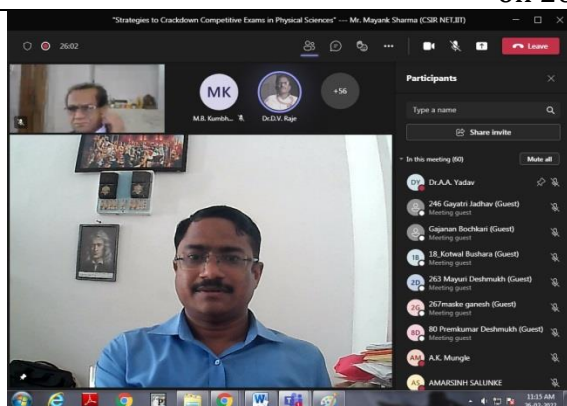 "Strategies to Crackdown Competitive Exams in Physical Sciences" --- Mr. Mayank Sharma (CSIR NET,IIT)
26:02
Leave
MK
M.B. Kumbh...
Dr.D.V. Raje
+56
Participants
Type a name
Share invite
In this meeting (60)
Mute all
DY
Dr.A.A. Yadav
246 Gayatri Jadhav (Guest)
Meeting guest
Gajanan Bochkari (Guest)
Meeting guest
18_Kotwal Bushara (Guest)
Meeting guest
263 Mayuri Deshmukh (Guest)
Meeting guest
267maske ganesh (Guest)
Meeting guest
80 Premkumar Deshmukh (Guest)
Meeting guest
AM
A.K. Mungle
AS
AMARSINH SALUNKE
11:15 AM